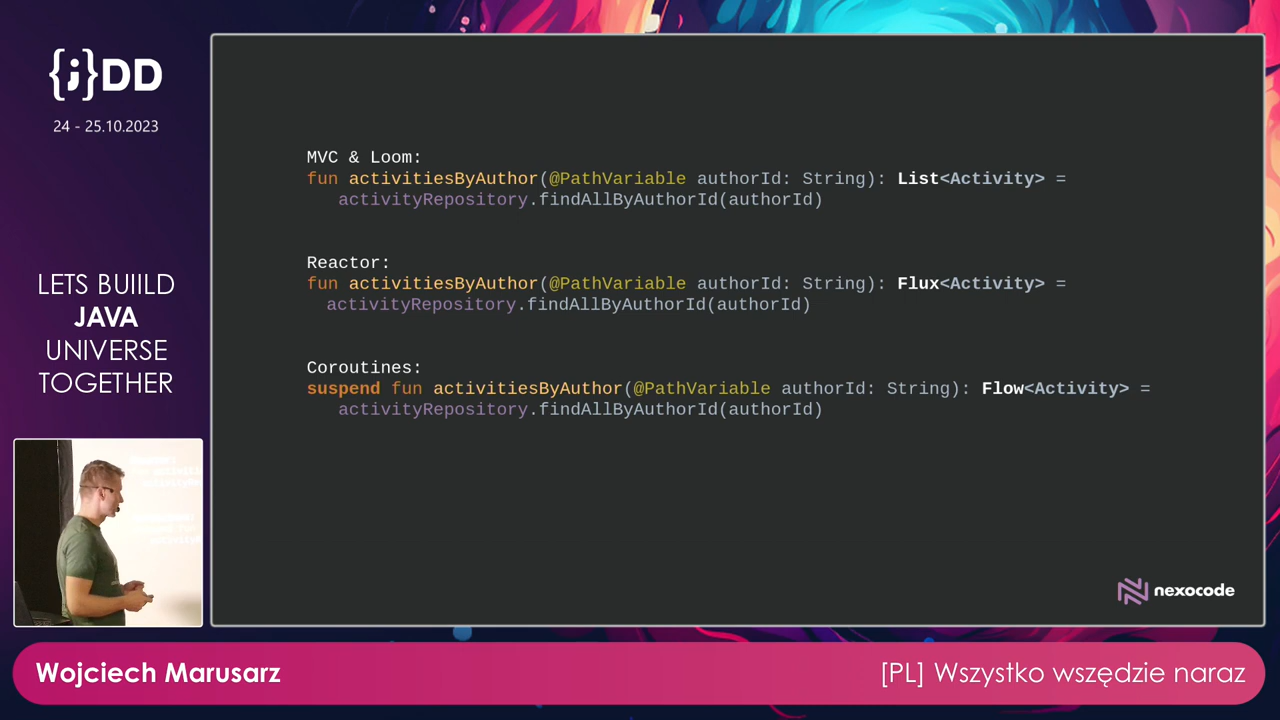 {j}DD
24 - 25.10.2023
LETS BUIILD
JAVA
UNIVERSE
TOGETHER
MVC & Loom:
fun activitiesByAuthor(@PathVariable authorId: String): List<Activity> =
activityRepository.findAllByAuthorId(authorId)
Reactor:
fun activitiesByAuthor(@PathVariable authorId: String): Flux<Activity> =
activityRepository.findAllByAuthorId(authorId)
Coroutines:
suspend fun activitiesByAuthor(@PathVariable authorId: String): Flow<Activity> =
activityRepository.findAllByAuthorId(authorId)
nexocode
Wojciech Marusarz
[PL] Wszystko wszędzie naraz